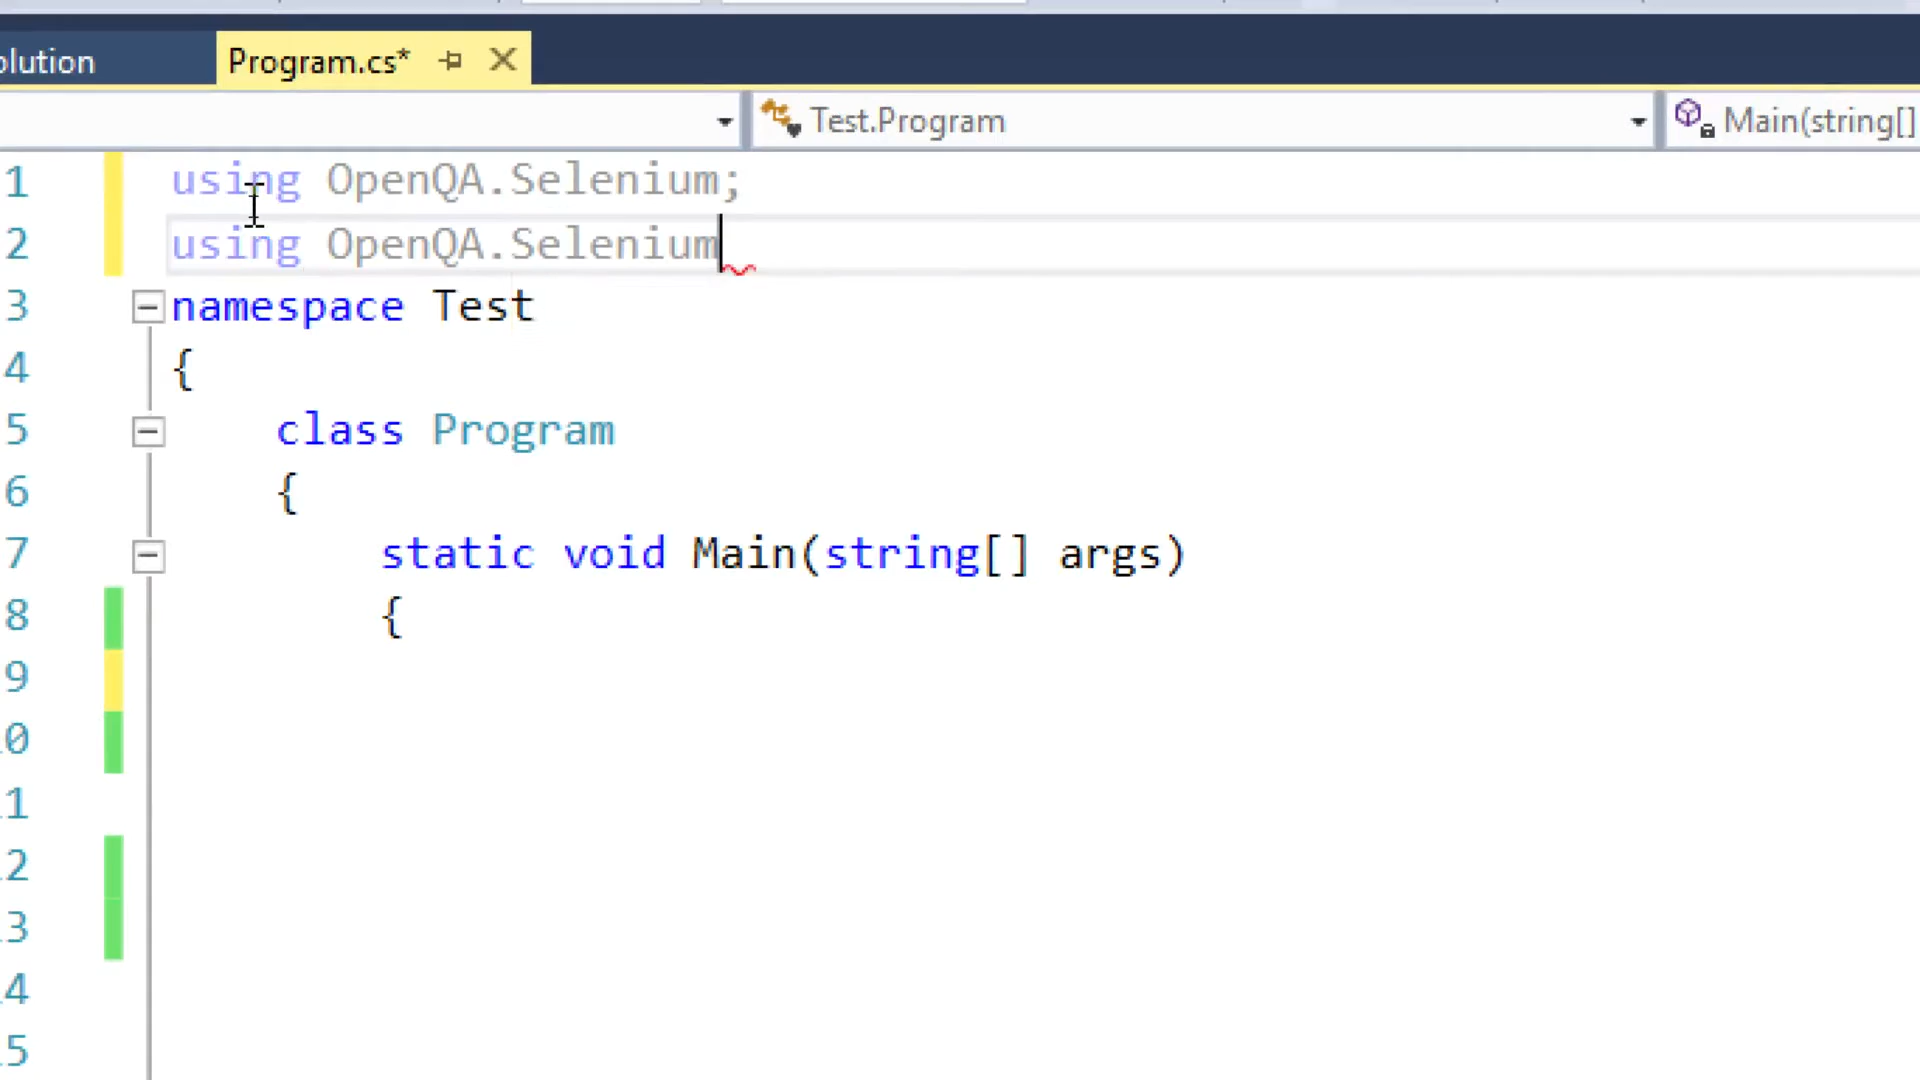 olution
Program.cs*
Test.Program
Main(string[]
1 using OpenQA.Selenium;
2 using OpenQA.Selenium
3 namespace Test
4 {
5 class Program
6 {
7 static void Main(string[] args)
8 {
9
0
1
2
3
4
5